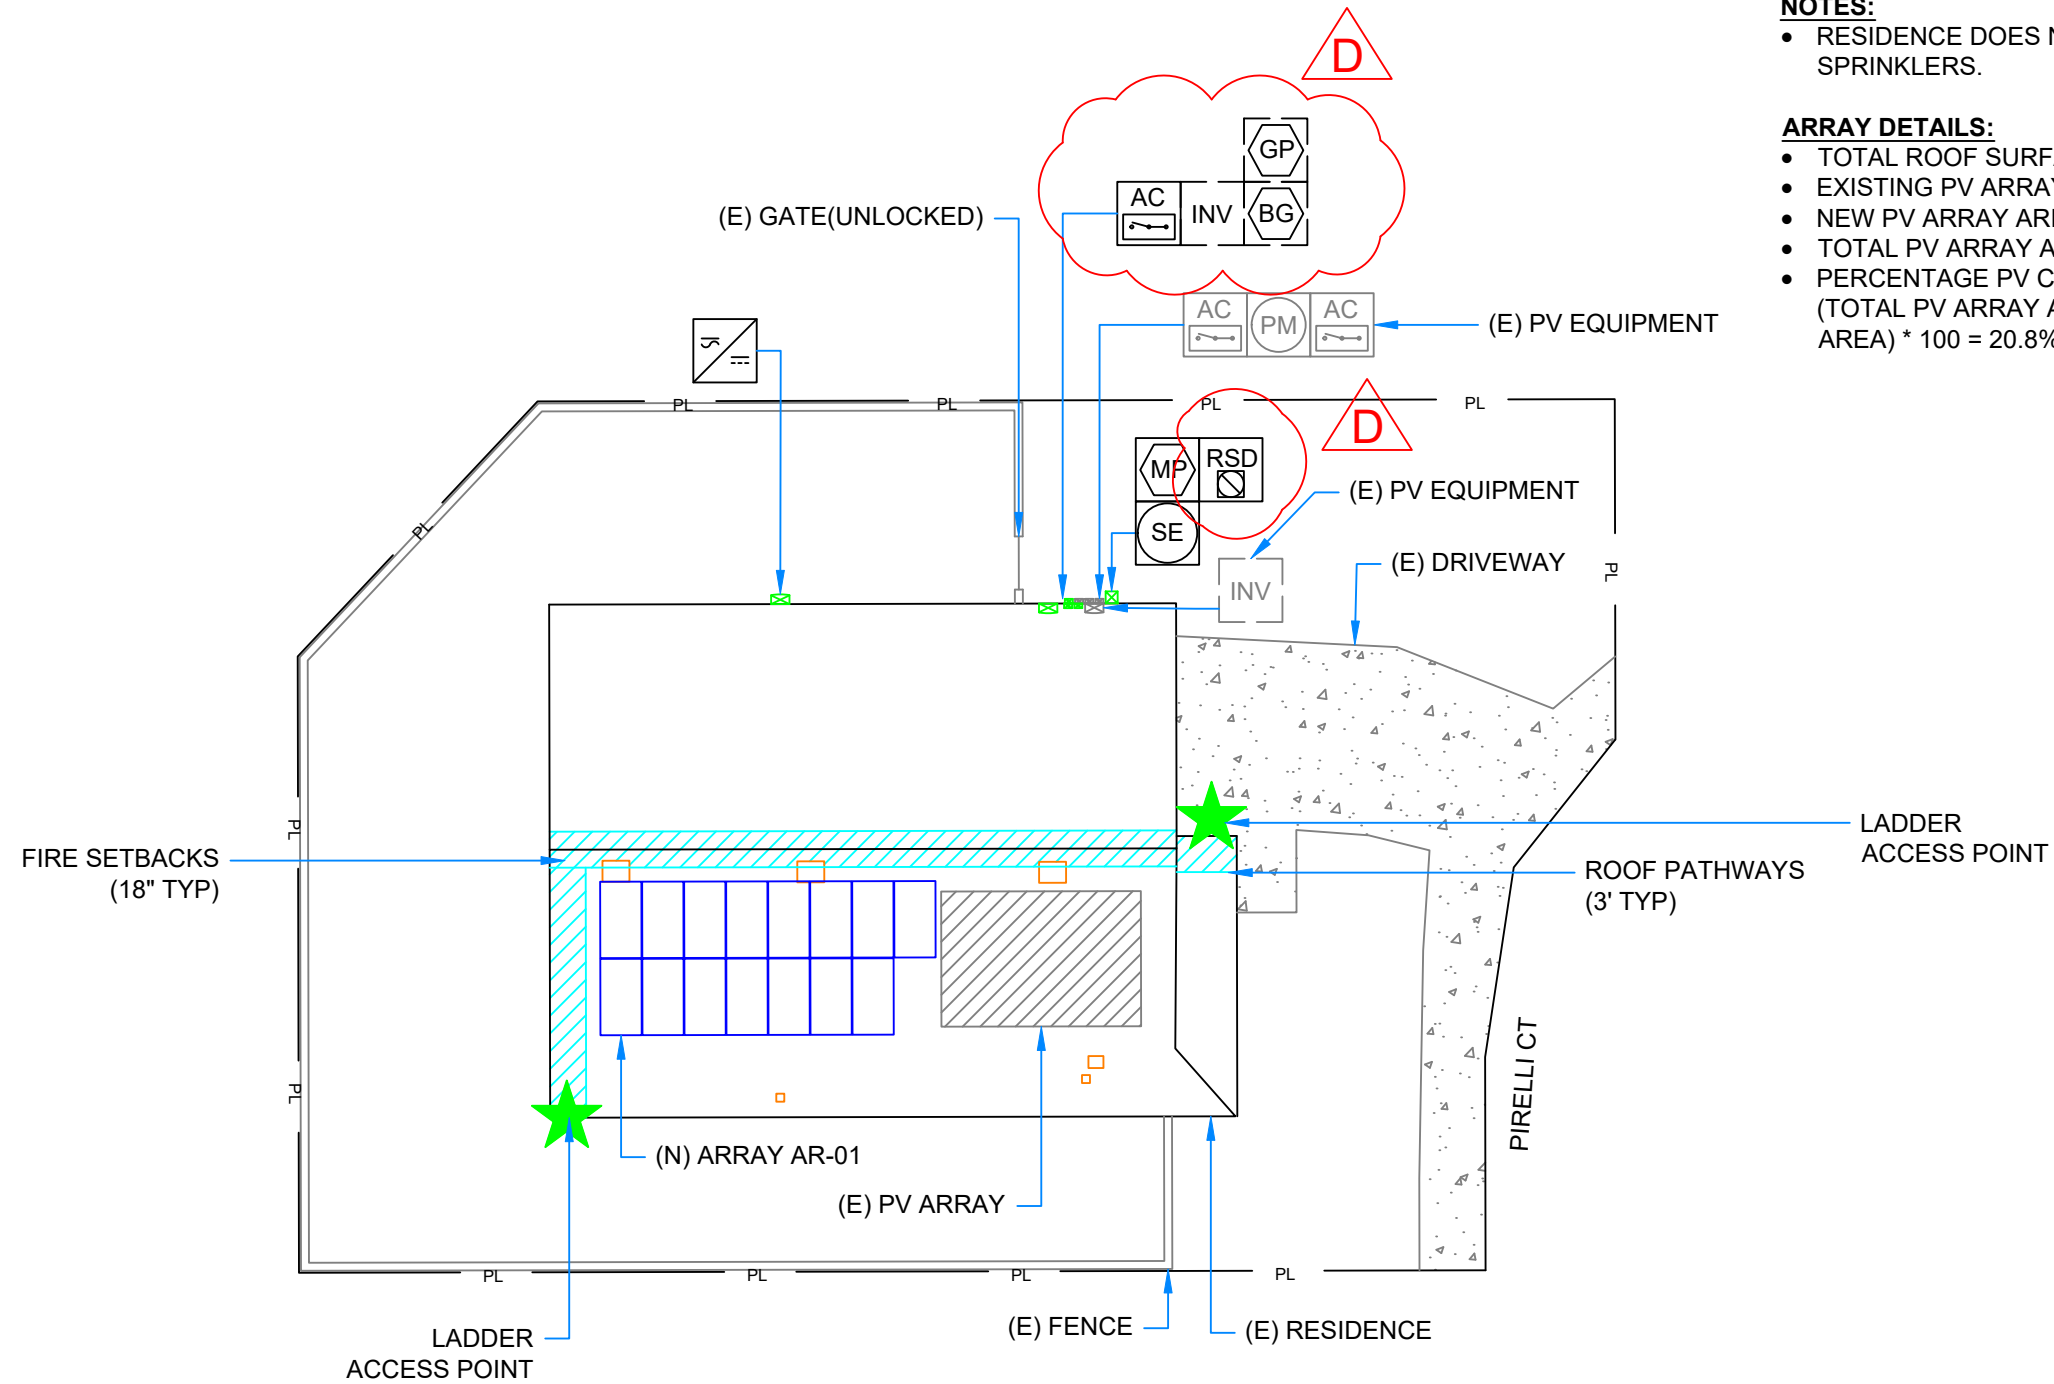 NOTES:
• RESIDENCE DOES
SPRINKLERS.
ARRAY DETAILS:
• TOTAL ROOF
• EXISTING PV ARRAY
• NEW PV ARRAY
• TOTAL PV ARRAY
• PERCENTAGE PV
(TOTAL PV ARRAY
AREA) * 100 = 20.8%
D
GP
AC
INV
BG
(E) GATE(UNLOCKED)
AC
PM
AC
(E) PV EQUIPMENT
PL
PL
PL
PL
D
MP
RSD
(E) PV EQUIPMENT
SE
PL
(E) DRIVEWAY
PL
INV
PL
LADDER
ACCESS POINT
FIRE SETBACKS
(18" TYP)
ROOF PATHWAYS
(3' TYP)
PL
PIRELLI CT
(N) ARRAY AR-01
(E) PV ARRAY
PL
PL
PL
PL
(E) FENCE
(E) RESIDENCE
LADDER
ACCESS POINT